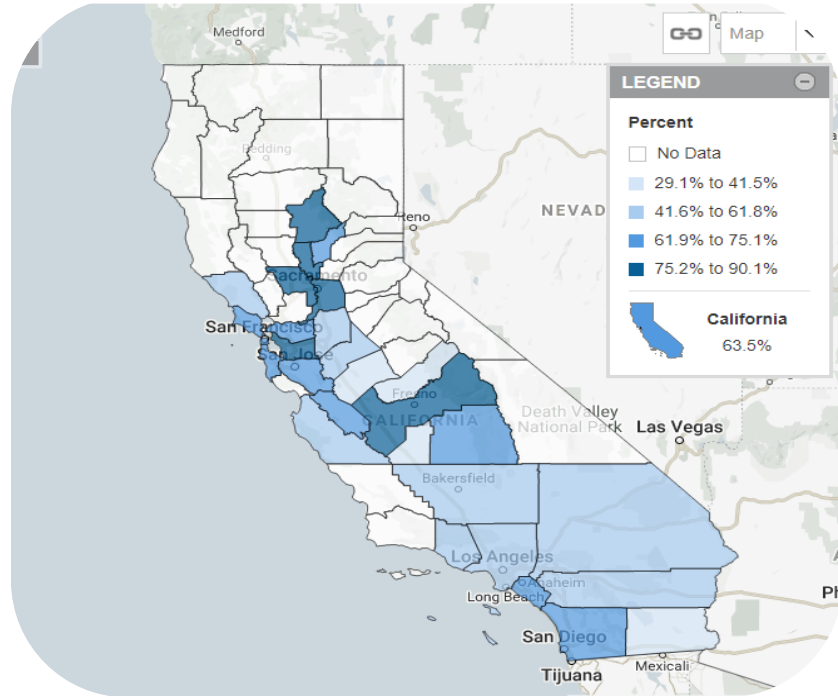 Medford
Map
LEGEND
Percent
No Data
29.1% to 41.5%
41.6% to 61.8%
61.9% to 75.1%
75.2% to 90.1%
California
63.5%
Redding
Reno
NEVAD
Sacramento
San Francisco
San Jose
Fresno
CALIFORNIA
Death Valley
National Park
Las Vegas
Bakersfield
Los Angeles
Anaheim
Long Beach
Ph
San Diego
Tijuana
Mexicali